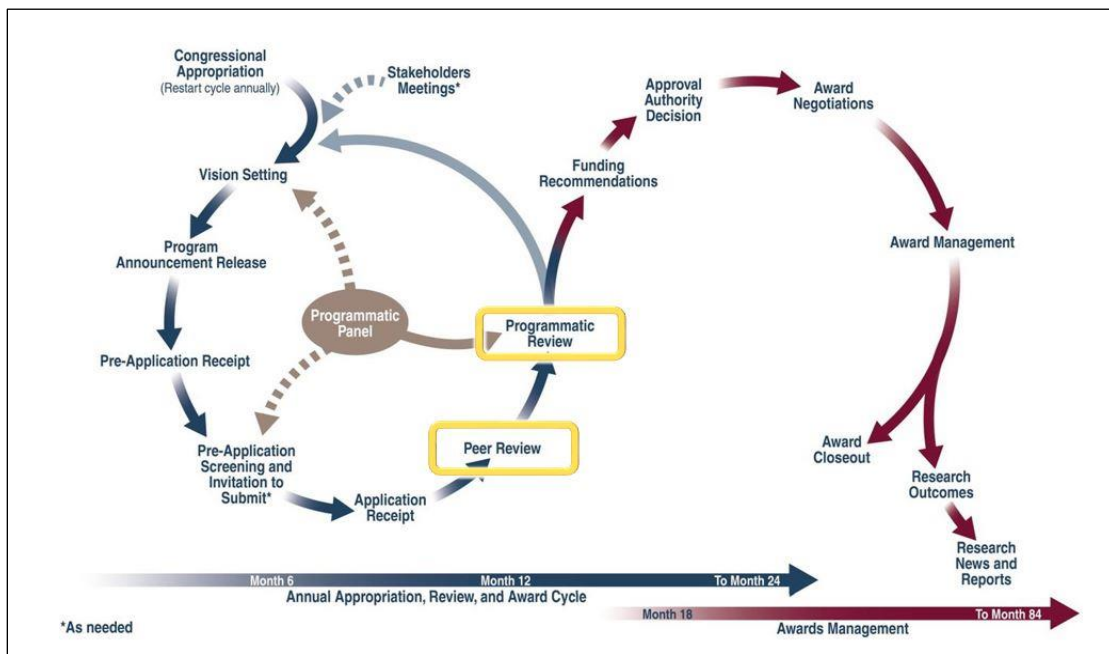 Congressional
Appropriation
(Restart cycle annually)
Stakeholders
Meetings*
Vision Setting
Program
Announcement Release
Pre-Application Receipt
Pre-Application
Screening and
Invitation to
Submit*
Application
Receipt
Peer Review
Programmatic
Review
Programmatic
Panel
Funding
Recommendations
Approval
Authority
Decision
Award
Negotiations
Award Management
Award
Closeout
Research
Outcomes
Research
News and
Reports
Month 6
Month 12
To Month 24
Annual Appropriation, Review, and Award Cycle
Month 18
To Month 84
Awards Management
*As needed